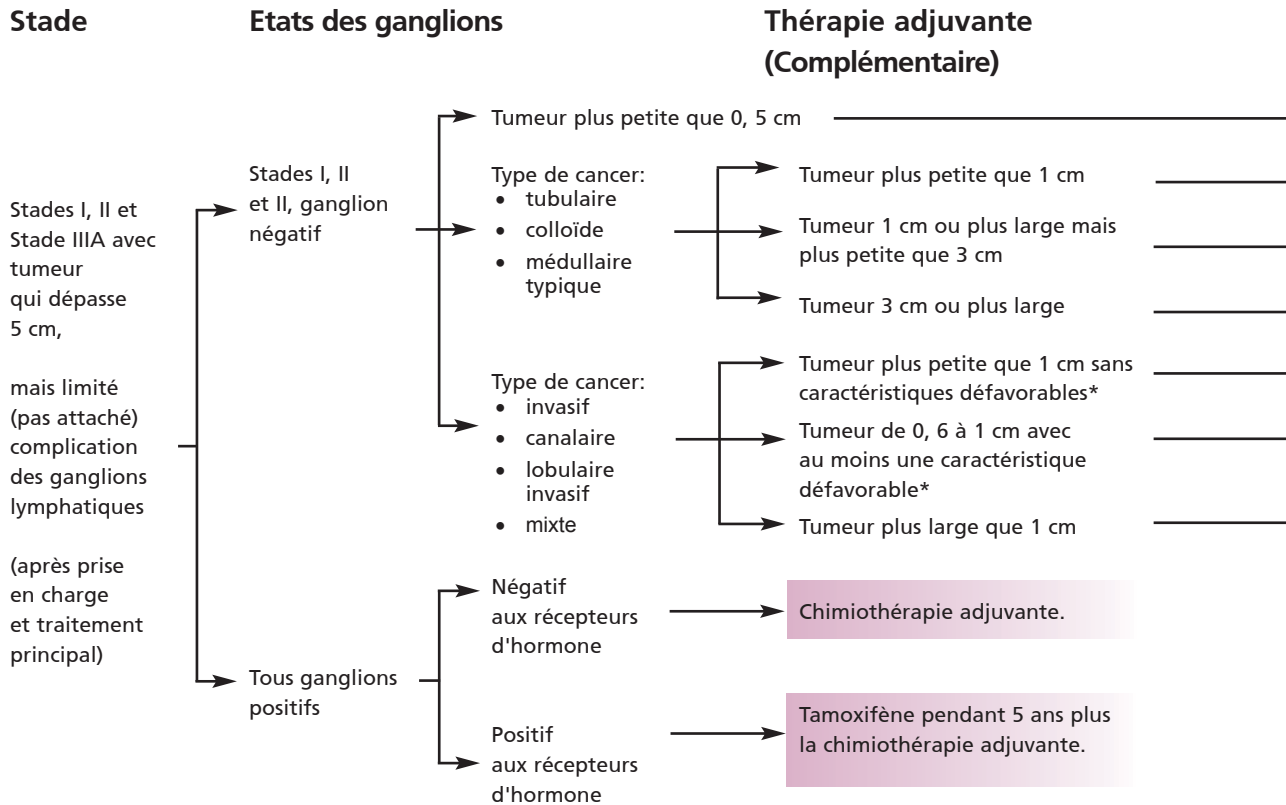 Stade
Etats des ganglions
Thérapie adjuvante
(Complémentaire)
Stades I, II et
Stade IIIA avec
tumeur
qui dépasse
5 cm,
mais limité
(pas attaché)
complication
des ganglions
lymphatiques
(après prise
en charge
et traitement
principal)
Stades I, II
et II, ganglion
négatif
Tumeur plus petite que 0, 5 cm
Type de cancer:
• tubulaire
• colloïde
• médullaire
typique
Tumeur plus petite que 1 cm
Tumeur 1 cm ou plus large mais
plus petite que 3 cm
Tumeur 3 cm ou plus large
Type de cancer:
• invasif
• canalaire
• lobulaire
invasif
• mixte
Tumeur plus petite que 1 cm sans
caractéristiques défavorables*
Tumeur de 0, 6 à 1 cm avec
au moins une caractéristique
défavorable*
Tumeur plus large que 1 cm
Tous ganglions
positifs
Négatif
aux récepteurs
d'hormone
Chimiothérapie adjuvante.
Positif
aux récepteurs
d'hormone
Tamoxifène pendant 5 ans plus
la chimiothérapie adjuvante.